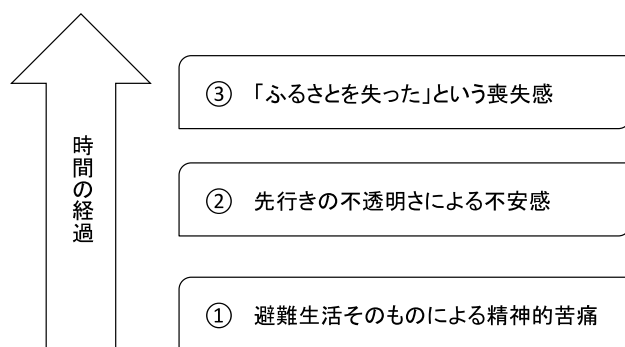 ③ 「ふるさとを失った」という喪失感
時間の経過
② 先行きの不透明さによる不安感
① 避難生活そのものによる精神的苦痛